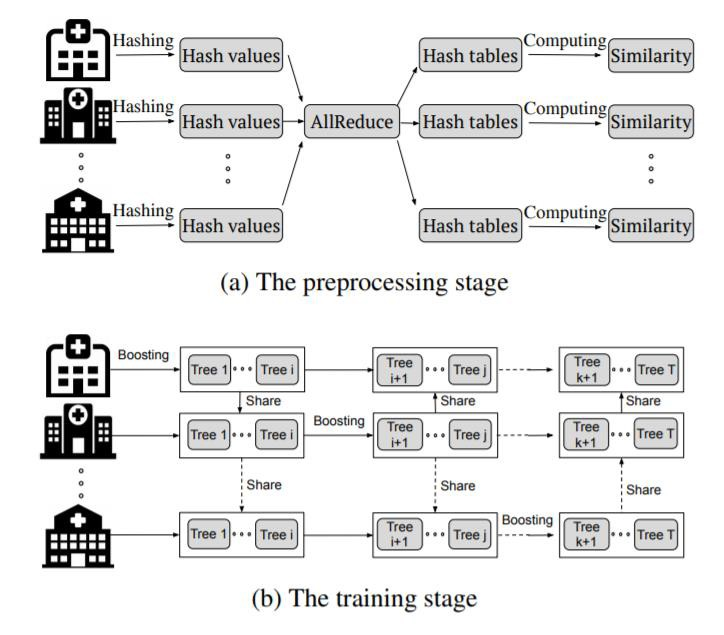 Hashing
Hash values
Hash tables
Computing
Similarity
Hashing
Hash values
AllReduce
Hash tables
Computing
Similarity
Hashing
Hash values
Hash tables
Computing
Similarity
(a) The preprocessing stage
Boosting
Tree 1
Tree i
Tree
i+1
Tree j
Tree
k+1
Tree T
Share
Share
Share
Tree 1
Tree i
Boosting
Tree
i+1
Tree j
Tree
k+1
Tree T
Share
Share
Share
Tree 1
Tree i
Tree
i+1
Tree j
Boosting
Tree
k+1
Tree T
(b) The training stage